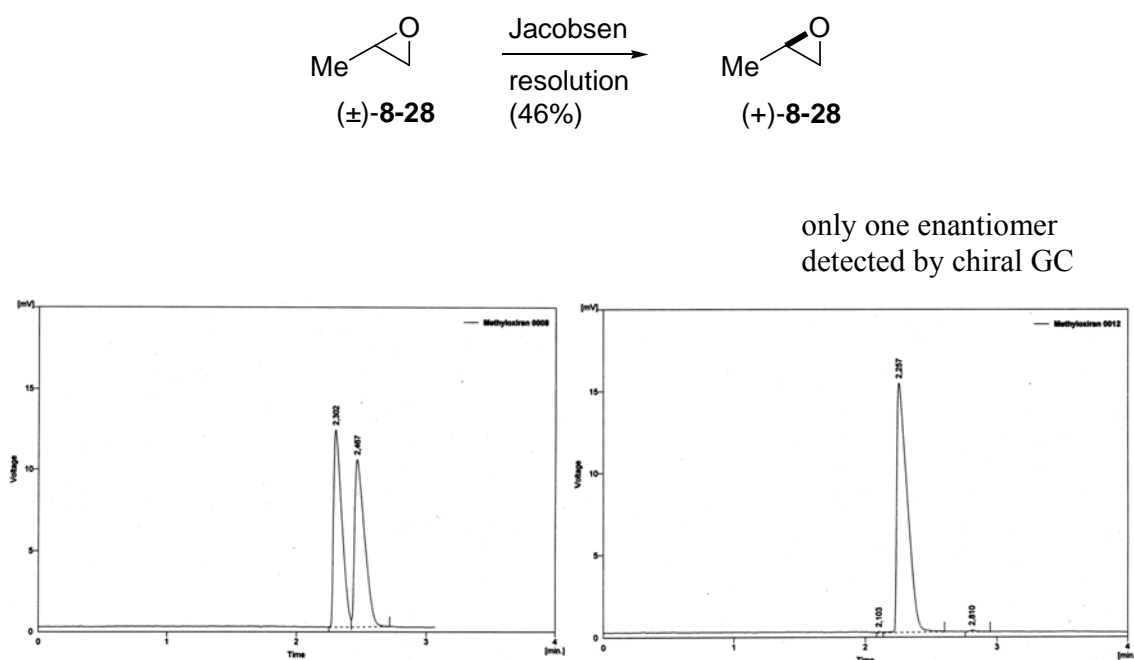 O
Me
(±)-8-28
Jacobsen
resolution
(46%)
O
Me
(+)-8-28
only one enantiomer
detected by chiral GC
[mV]
Methyloxiran 0008
15
10
5
0
Voltage
2,302
2,467
0
1
2
3
4
Time
[min.]
[mV]
Methyloxiran 0012
15
10
5
0
Voltage
2,103
2,257
2,810
0
1
2
3
4
Time
[min.]